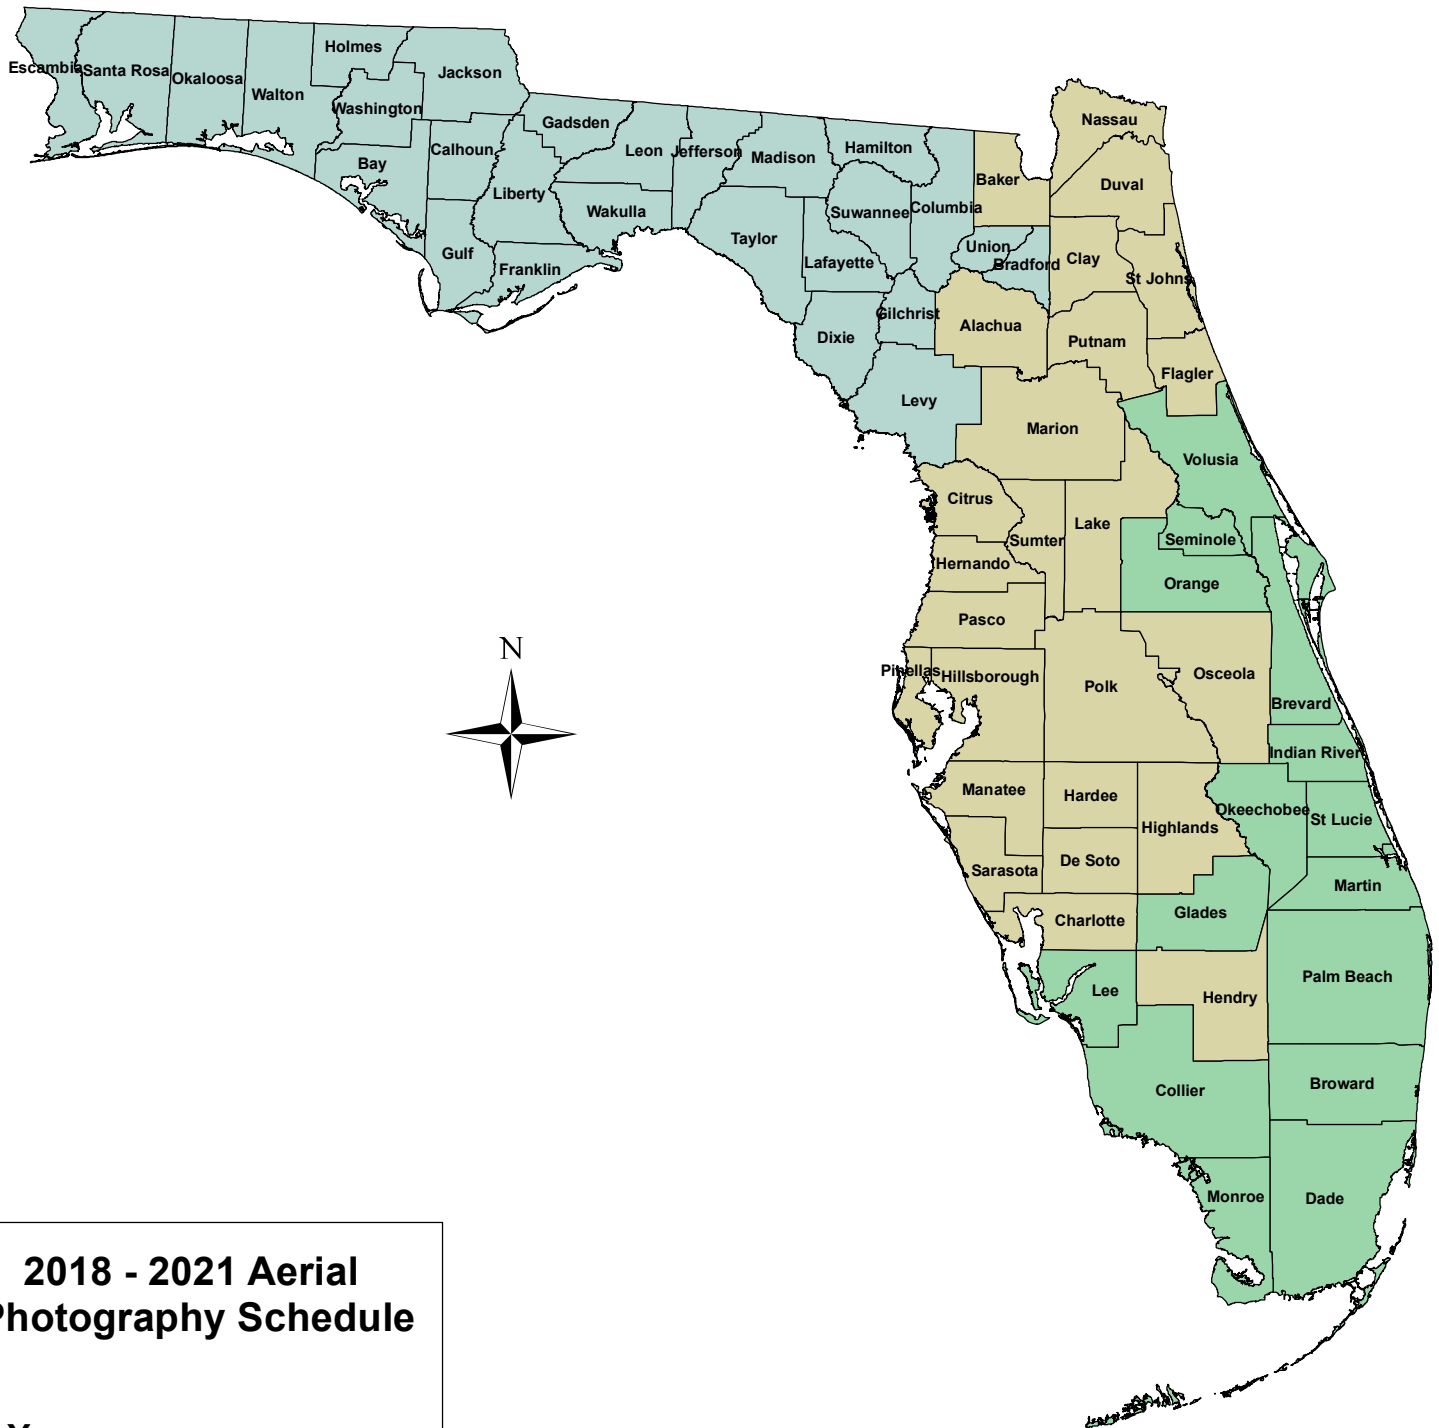 Holmes
Escambia
Santa Rosa
Okaloosa
Walton
Jackson
Washington
Gadsden
Nassau
Bay
Calhoun
Leon
Jefferson
Madison
Hamilton
Liberty
Baker
Duval
Wakulla
Suwannee
Columbia
Taylor
Gulf
Franklin
Lafayette
Union
Bradford
Clay
St Johns
Gilchrist
Dixie
Alachua
Putnam
Flagler
Levy
Marion
Volusia
Citrus
Lake
Sumter
Seminole
Hernando
Orange
Pasco
N
Pinellas
Hillsborough
Polk
Osceola
Brevard
Indian River
Manatee
Hardee
Okeechobee
St Lucie
Highlands
De Soto
Sarasota
Martin
Charlotte
Glades
Palm Beach
Lee
Hendry
Collier
Broward
Monroe
Dade
2018 - 2021 Aerial
Photography Schedule